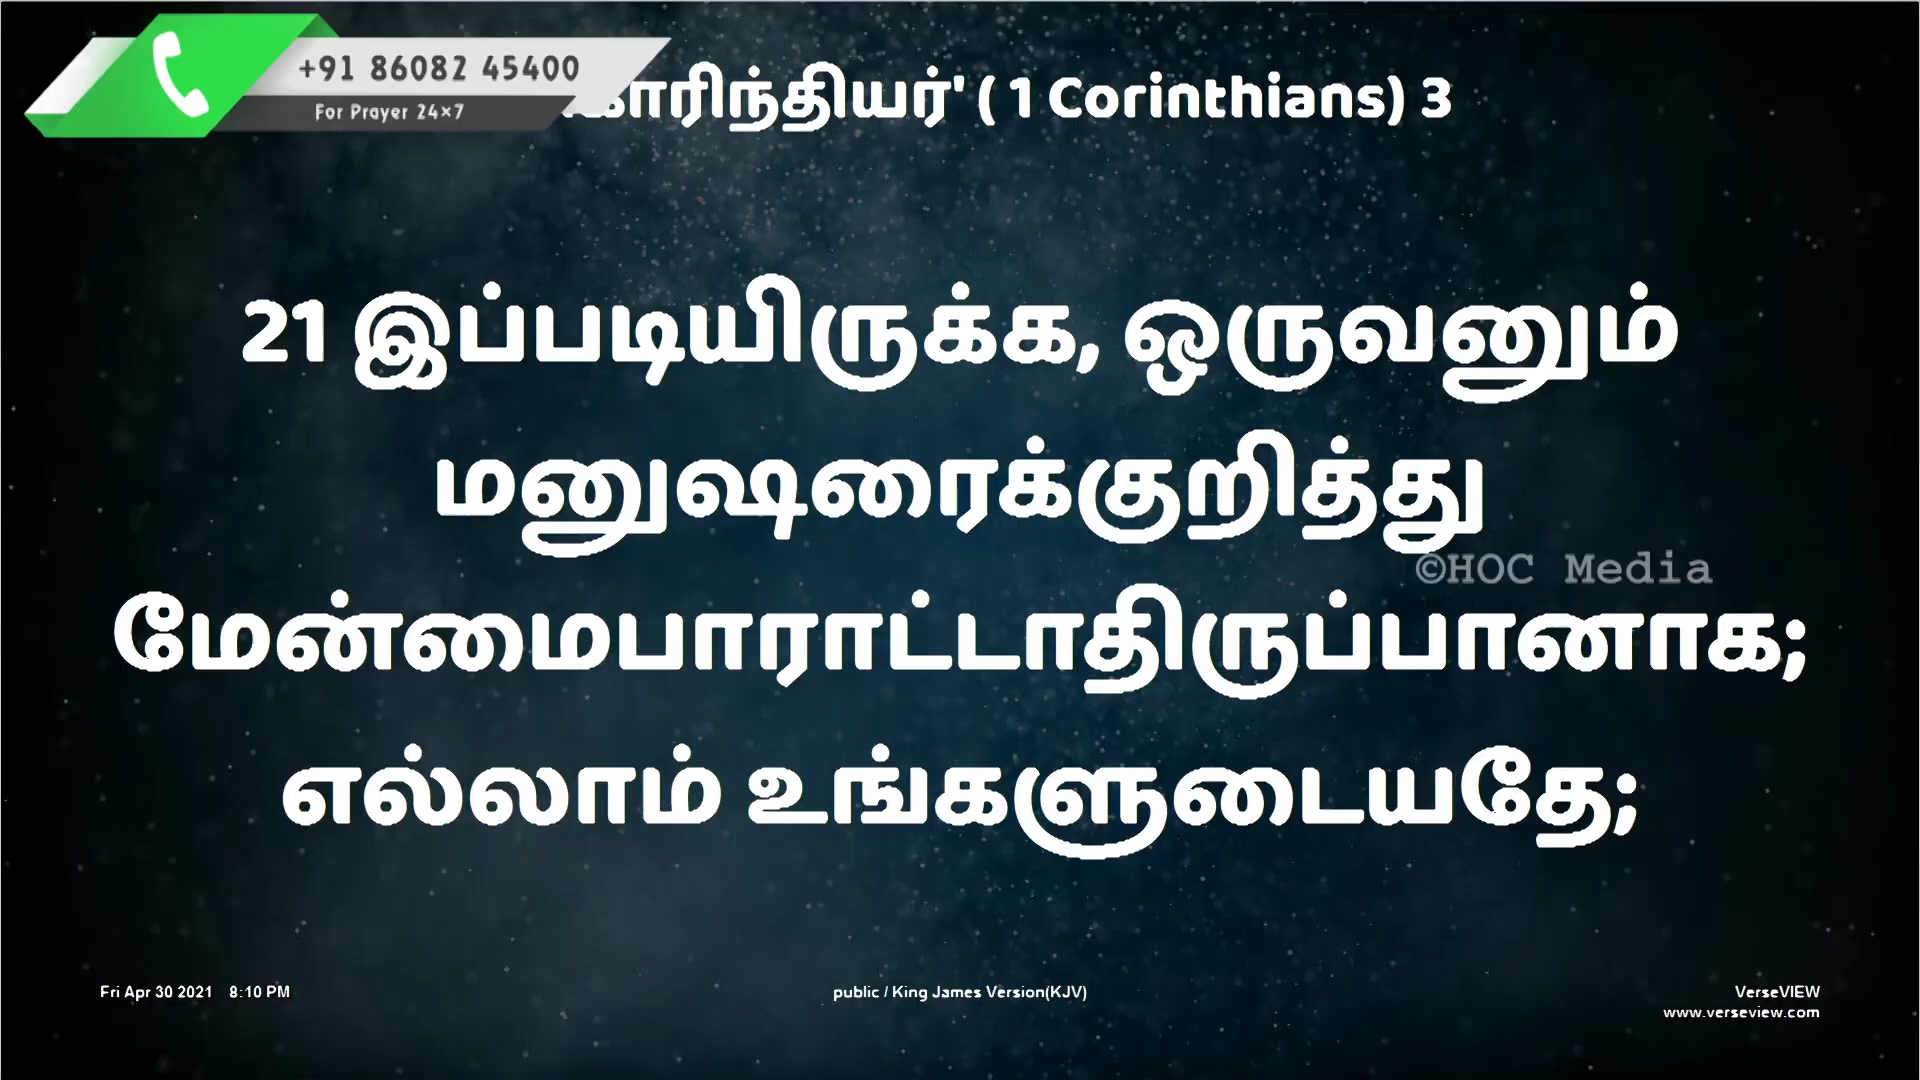 +91 86082 45400
For Prayer 24×7
காரிந்தியர்' ( 1 Corinthians) 3
21 இப்படியிருக்க, ஒருவனும்
மனுஷரைக்குறித்து
©HOC Media
மேன்மைபாராட்டாதிருப்பானாக;
எல்லாம் உங்களுடையதே;
Fri Apr 30 2021 8:10 PM
public / King James Version(KJV)
VerseVIEW
www.verseview.com